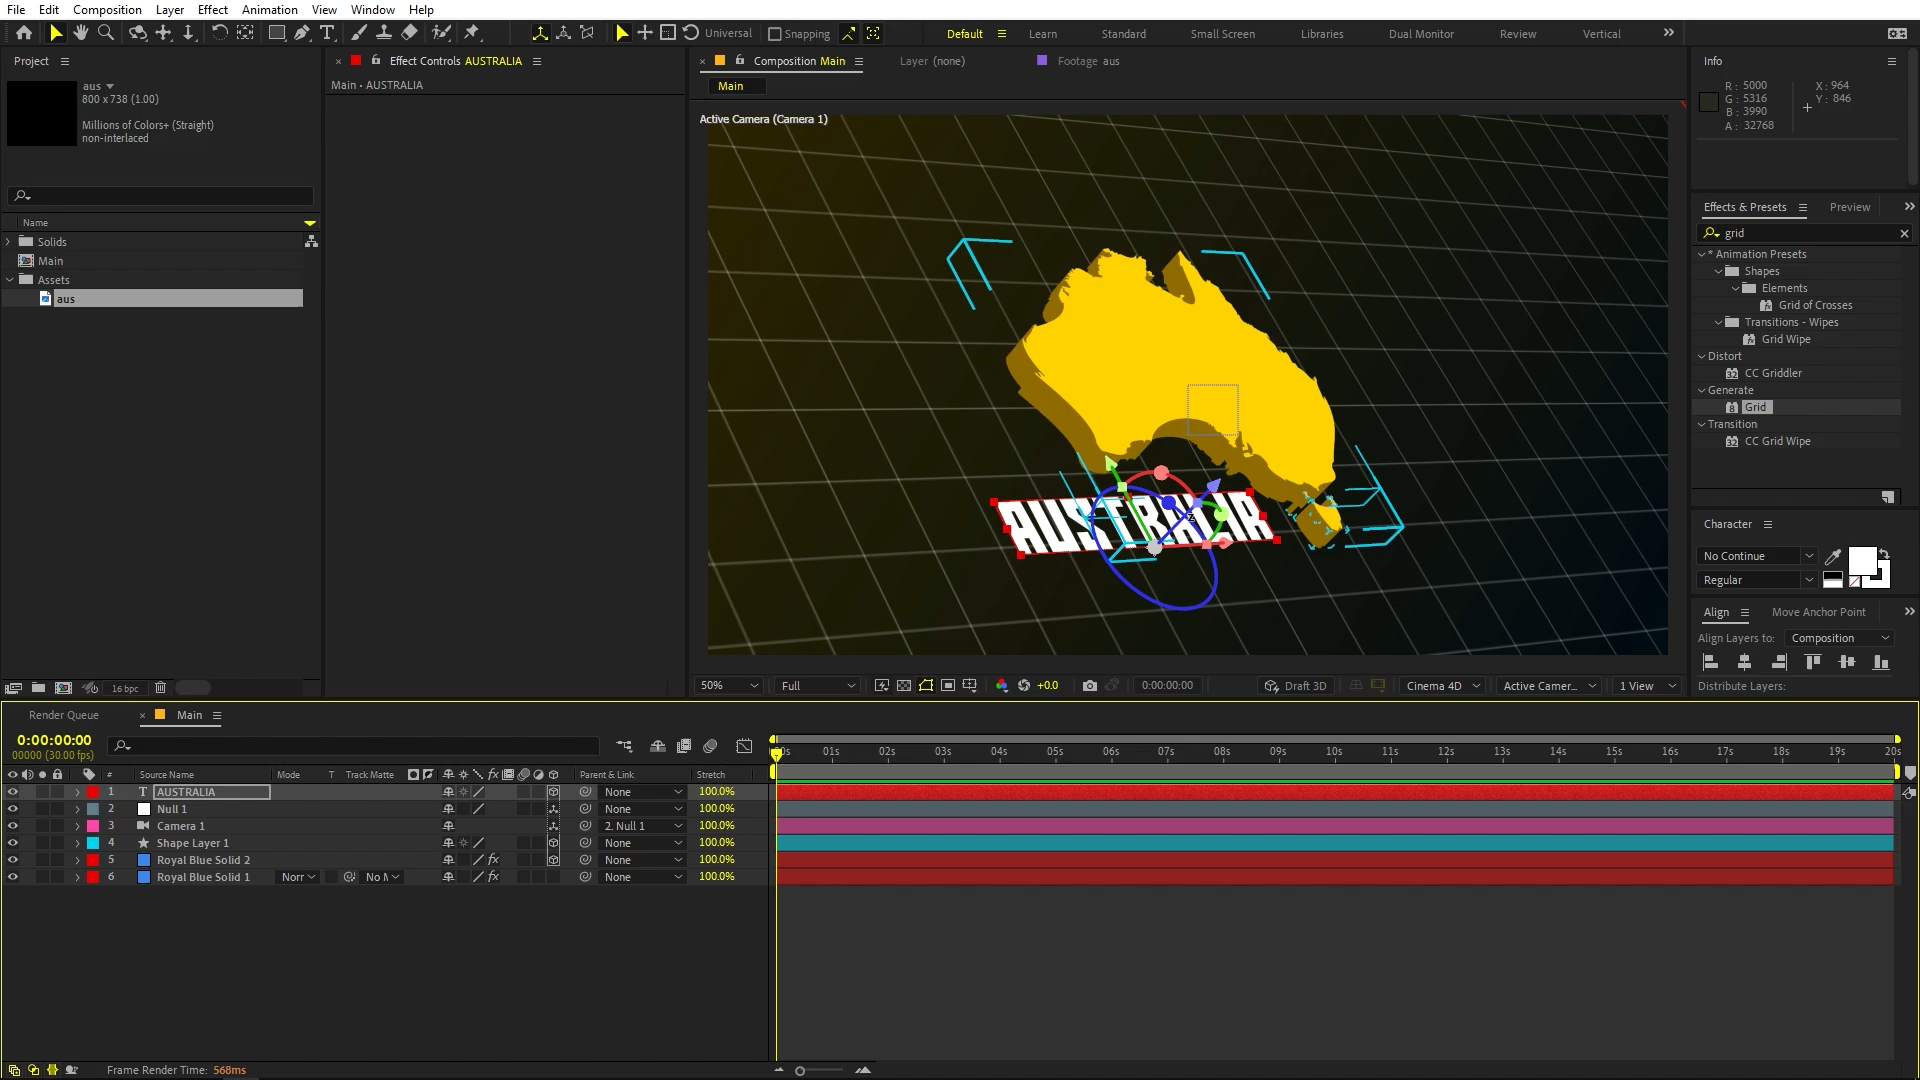 File Edit Composition Layer Effect Animation View Window Help
Universal Snapping Default Learn Standard Small Screen Libraries Dual Monitor Review Vertical
Project
aus
800 x 738 (1.00)
Millions of Colors+ (Straight)
non-interlaced
Name
Solids
Main
Assets
aus
16 bpc
Effect Controls AUSTRALIA
Main • AUSTRALIA
Composition Main
Layer (none)
Footage aus
Main
Active Camera (Camera 1)
AUSTRALIA
50% Full +0.0 0:00:00:00 Draft 3D Cinema 4D Active Camer... 1 View
Info
R: 5000
G: 5316
B: 3990
A: 32768
X: 964
Y: 846
Effects & Presets Preview
grid
* Animation Presets
Shapes
Elements
Grid of Crosses
Transitions - Wipes
Grid Wipe
Distort
CC Griddler
Generate
Grid
Transition
CC Grid Wipe
Character
No Continue
Regular
Align Move Anchor Point
Align Layers to: Composition
Distribute Layers:
Render Queue Main
0:00:00:00
00000 (30.00 fps)
00s 01s 02s 03s 04s 05s 06s 07s 08s 09s 10s 11s 12s 13s 14s 15s 16s 17s 18s 19s 20s
# Source Name Mode T Track Matte fx Parent & Link Stretch
1 T AUSTRALIA None 100.0%
2 Null 1 None 100.0%
3 Camera 1 2. Null 1 100.0%
4 Shape Layer 1 None 100.0%
5 Royal Blue Solid 2 fx None 100.0%
6 Royal Blue Solid 1 Norr No M fx None 100.0%
Frame Render Time: 568ms